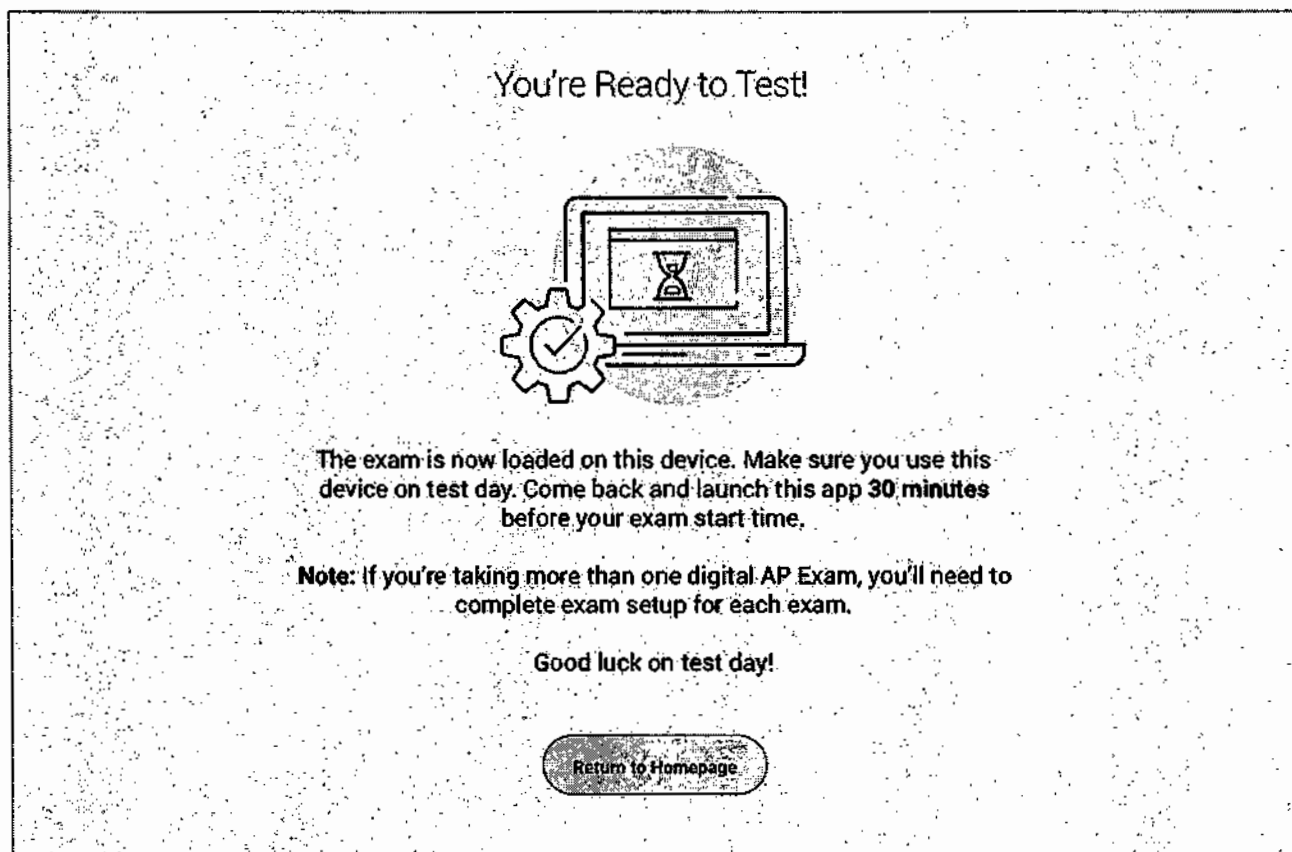 You're Ready to Test!
The exam is now loaded on this device. Make sure you use this
device on test day. Come back and launch this app 30 minutes
before your exam start time.
Note: If you're taking more than one digital AP Exam, you'll need to
complete exam setup for each exam.
Good luck on test day!
Return to Homepage